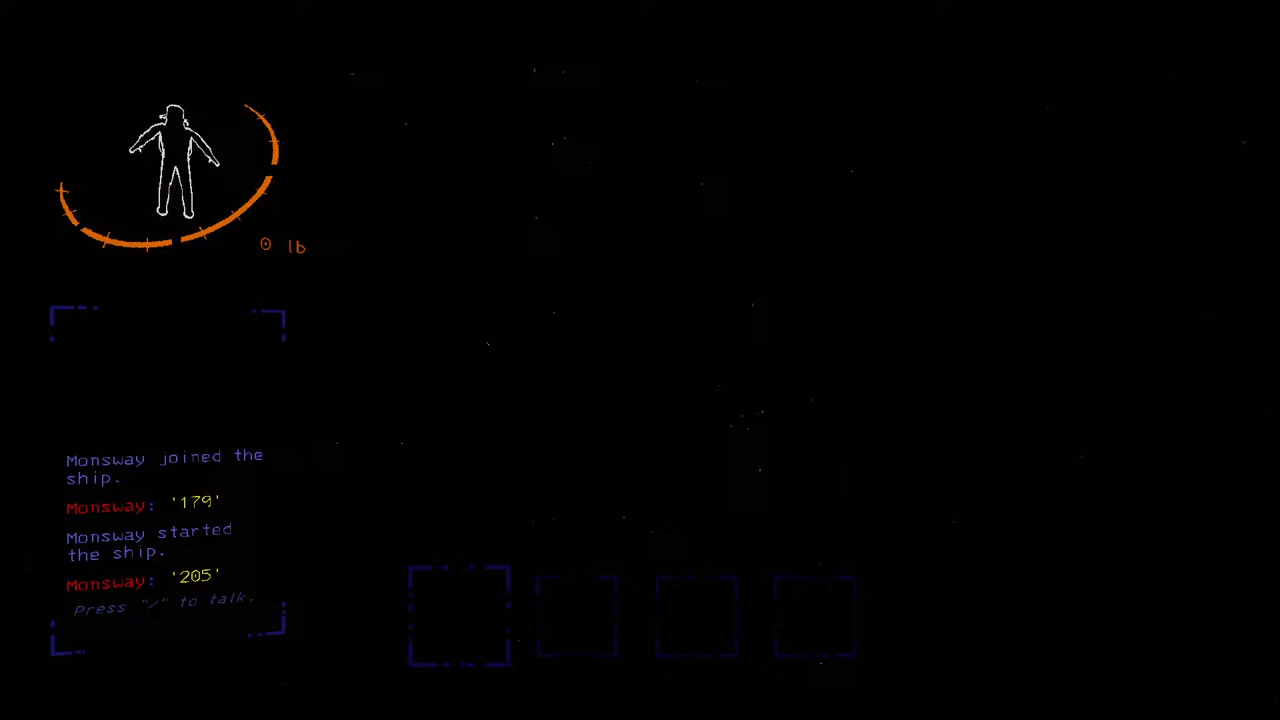 0 lb
Monsway joined the
ship.
Monsway: '179'
Monsway started
the ship.
Monsway: '205'
Press "/" to talk.